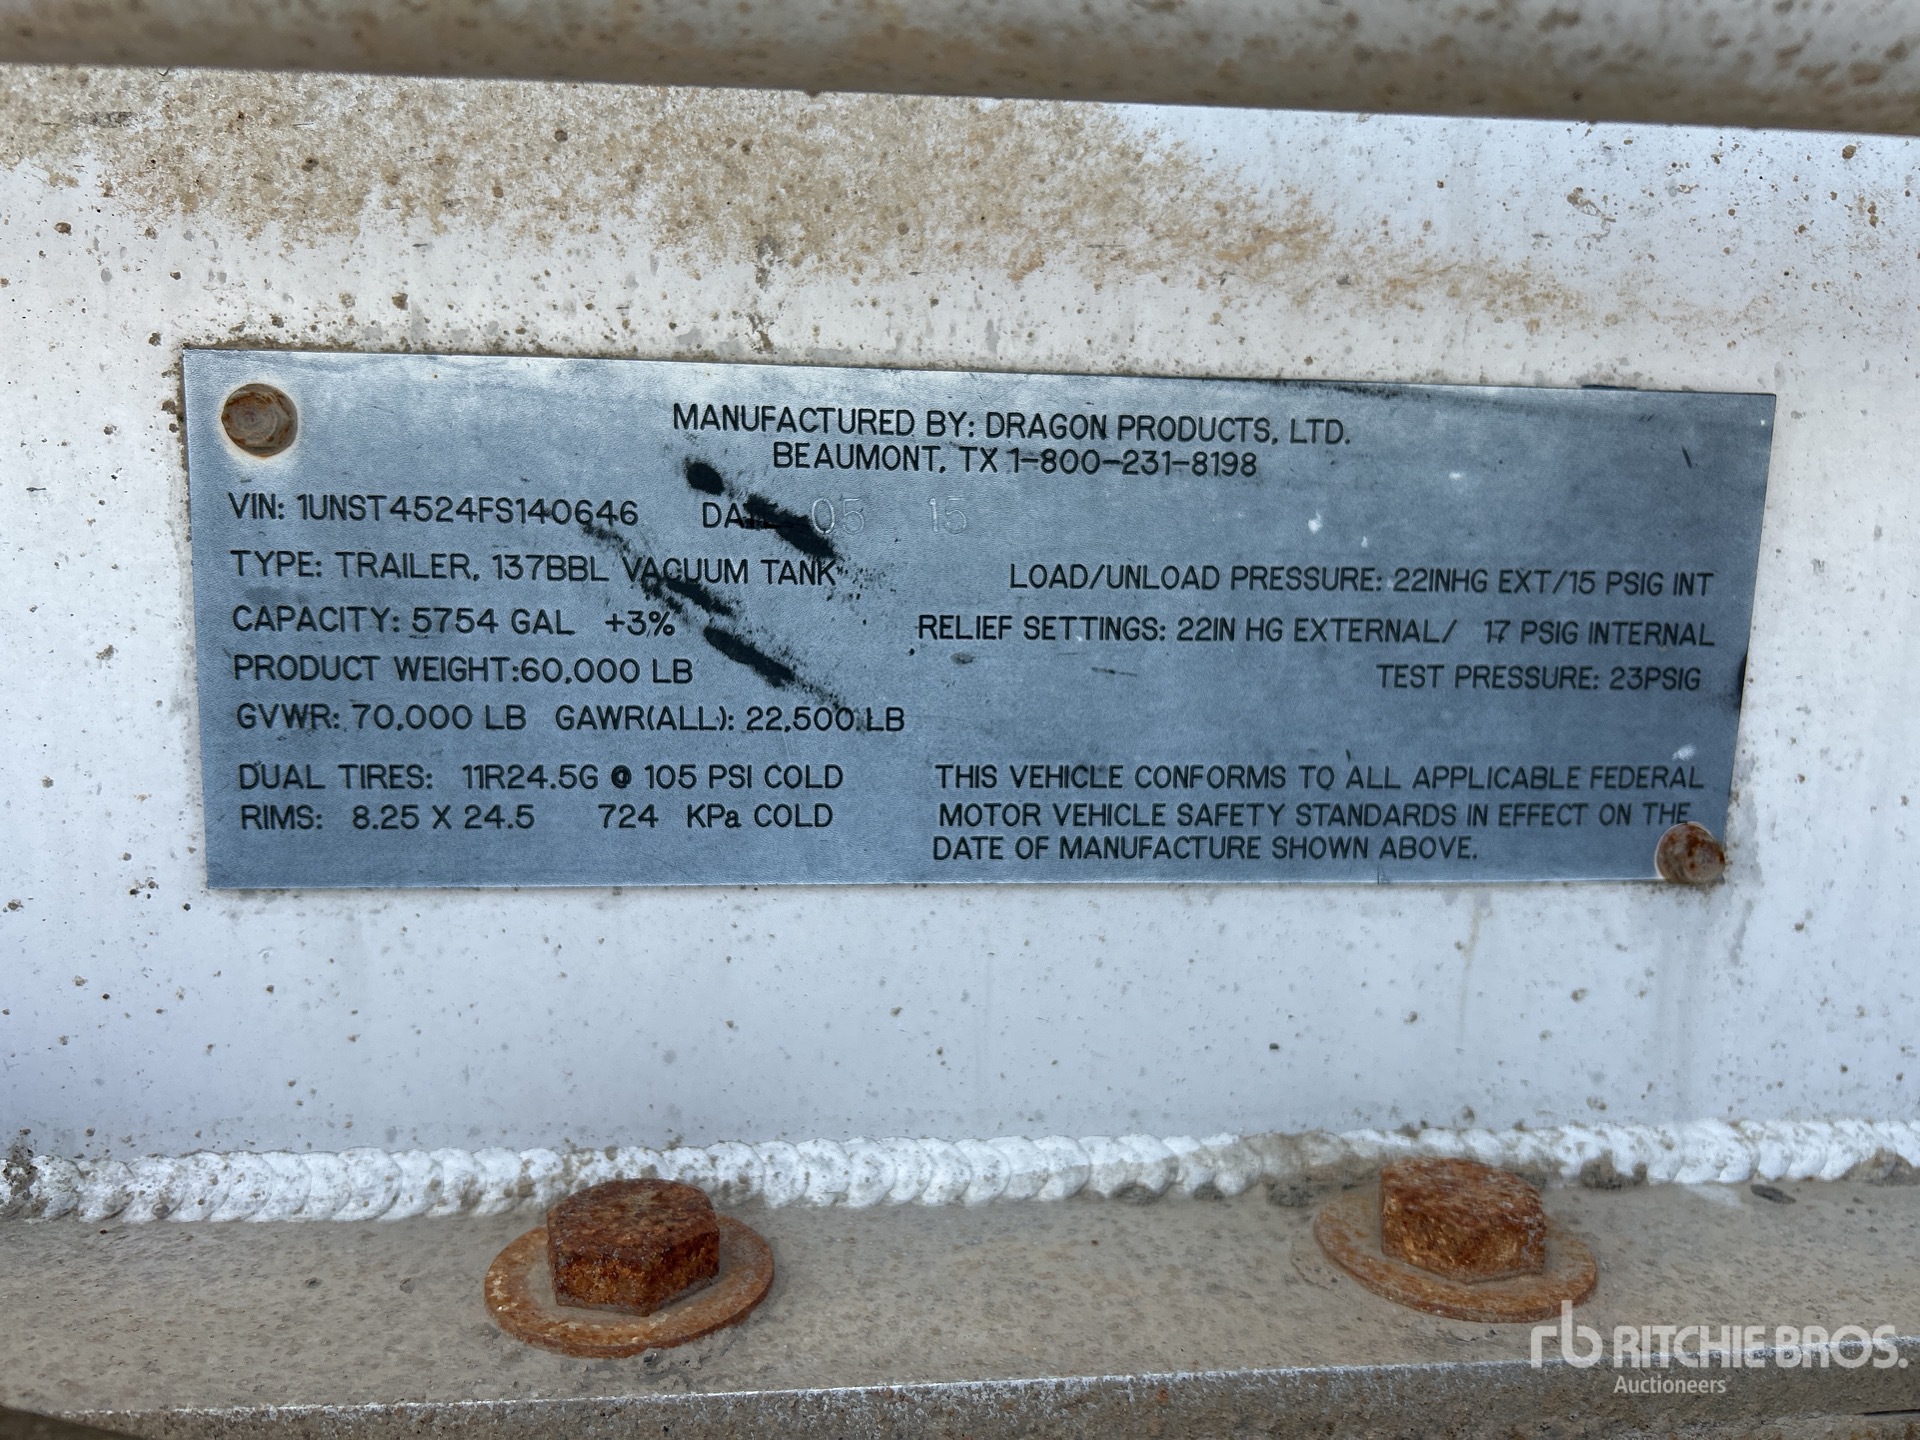 MANUFACTURED BY: DRAGON PRODUCTS, LTD.
BEAUMONT, TX 1-800-231-8198
VIN: 1UNST4524FS140646 05 15
TYPE: TRAILER, 137BBL VACUUM TANK
CAPACITY: 5754 GAL +3%
PRODUCT WEIGHT:60,000 LB
GVWR: 70,000 LB GAWR(ALL): 22,500 LB
DUAL TIRES: 11R24.5G @ 105 PSI COLD
RIMS: 8.25 X 24.5 724 KPa COLD
LOAD/UNLOAD PRESSURE: 22INHG EXT/15 PSIG INT
RELIEF SETTINGS: 22IN HG EXTERNAL/ 17 PSIG INTERNAL
TEST PRESSURE: 23PSIG
THIS VEHICLE CONFORMS TO ALL APPLICABLE FEDERAL
MOTOR VEHICLE SAFETY STANDARDS IN EFFECT ON THE
DATE OF MANUFACTURE SHOWN ABOVE.
rb RITCHIE BROS.
Auctioneers